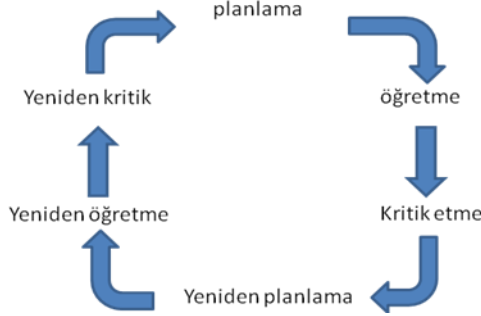 planlama
öğretme
Kritik etme
Yeniden planlama
Yeniden öğretme
Yeniden kritik